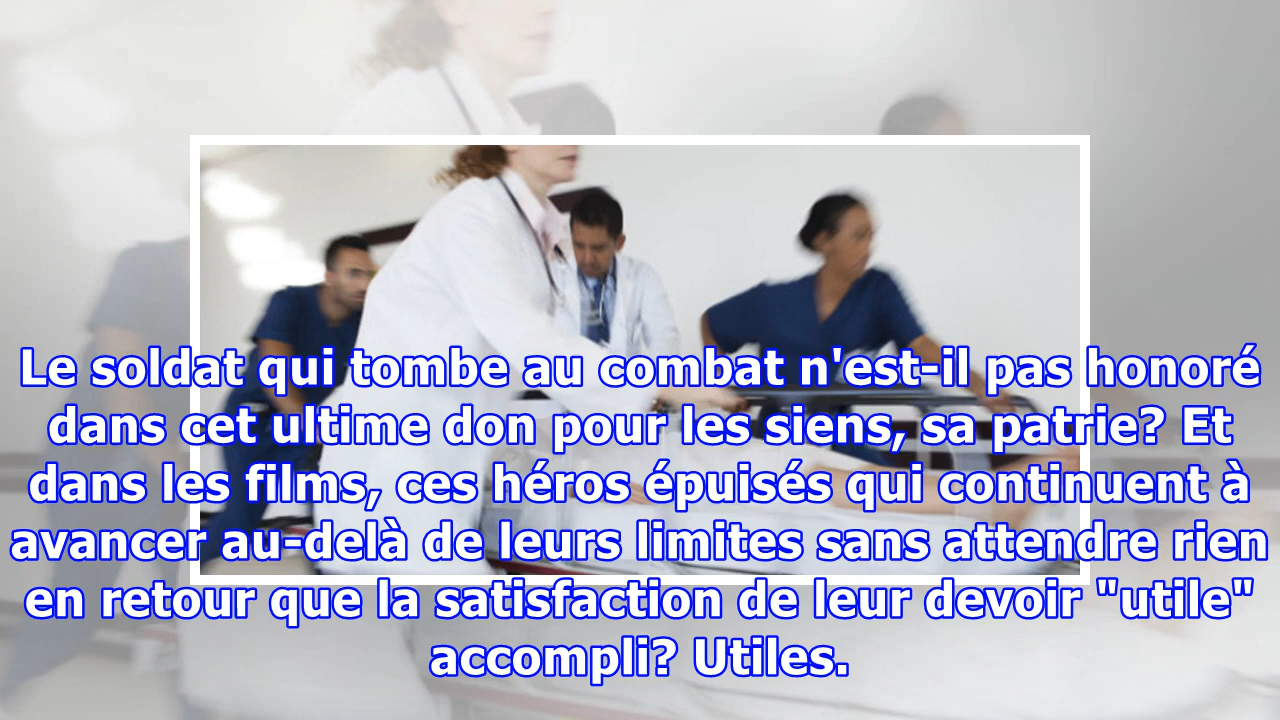 Le soldat qui tombe au combat n'est-il pas honoré
dans cet ultime don pour les siens, sa patrie? Et
dans les films, ces héros épuisés qui continuent à
avancer au-delà de leurs limites sans attendre rien
en retour que la satisfaction de leur devoir "utile"
accompli? Utiles.